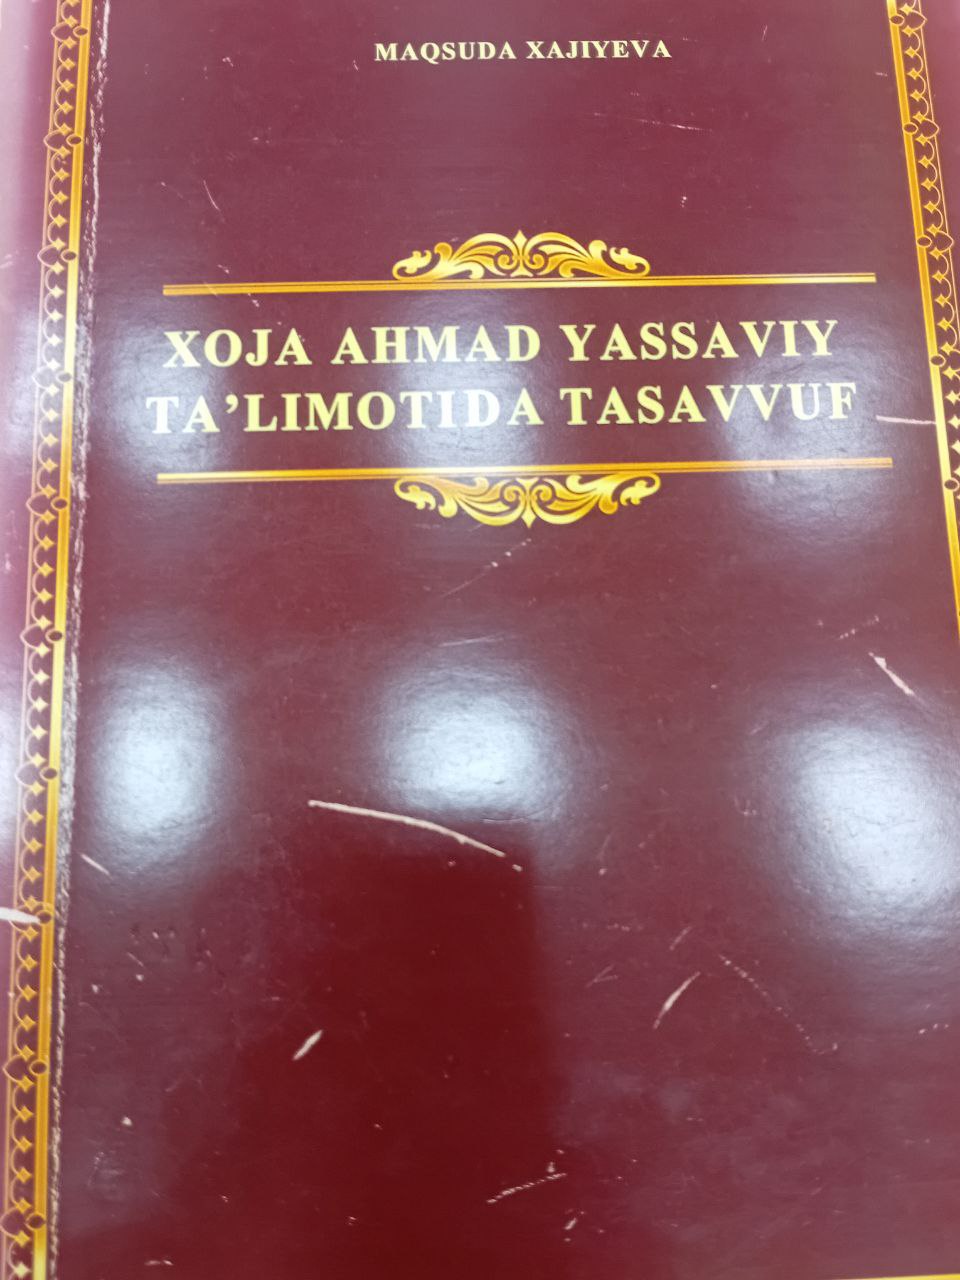 MAQSUDA XAJIYEVA
XOJA AHMAD YASSAVIY
TA’LIMOTIDA TASAVVUF